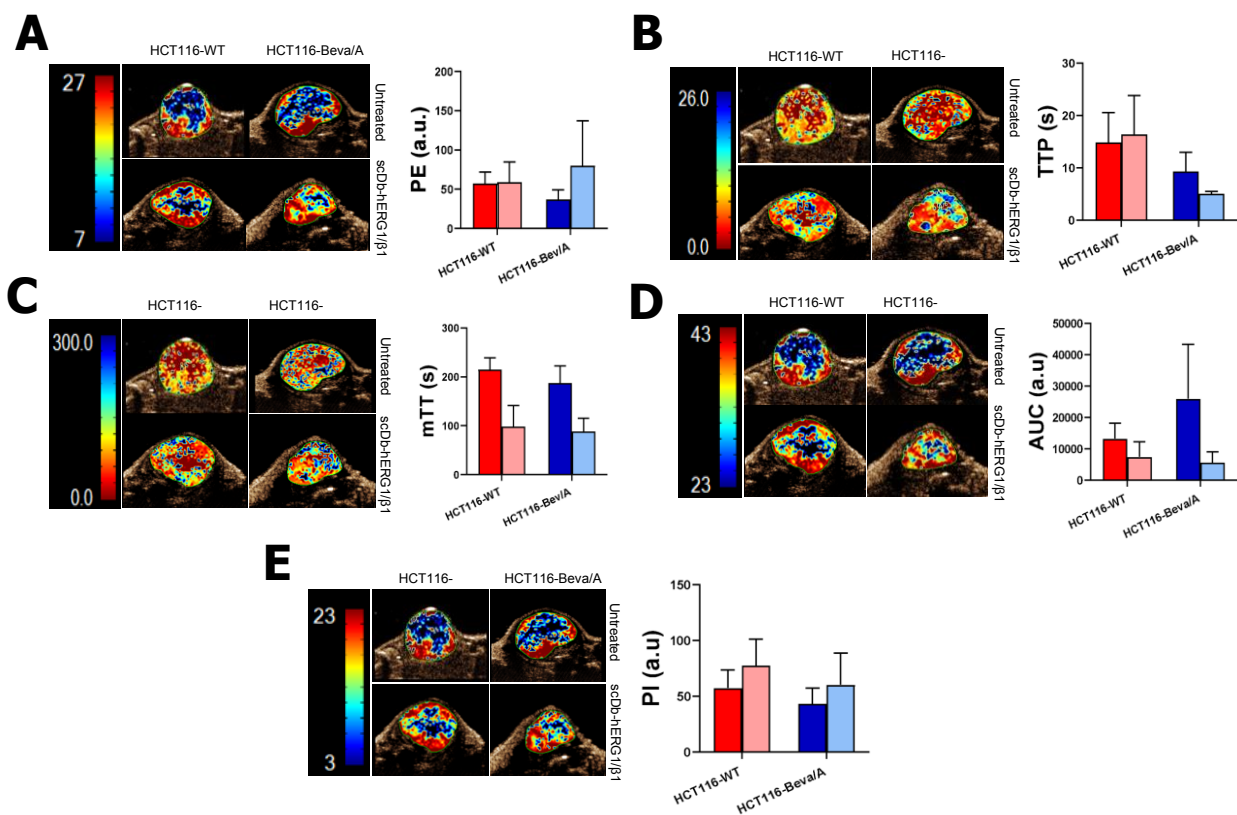 A
HCT116-WT
HCT116-Beva/A
27
7
Untreated
scDb-hERG1/β1
PE (a.u.)
200
150
100
50
0
HCT116-WT
HCT116-Bev/A
B
HCT116-WT
HCT116-
26.0
0.0
Untreated
scDb-hERG1/β1
TTP (s)
30
20
10
0
HCT116-WT
HCT116-Bev/A
C
HCT116-
HCT116-
300.0
0.0
Untreated
scDb-hERG1/β1
mTT (s)
300
200
100
0
HCT116-WT
HCT116-Bev/A
D
HCT116-WT
HCT116-
43
23
Untreated
scDb-hERG1/β1
AUC (a.u)
50000
40000
30000
20000
10000
0
HCT116-WT
HCT116-Beva/A
E
HCT116-
HCT116-Beva/A
23
3
Untreated
scDb-hERG1/β1
PI (a.u)
150
100
50
0
HCT116-WT
HCT116-Beva/A